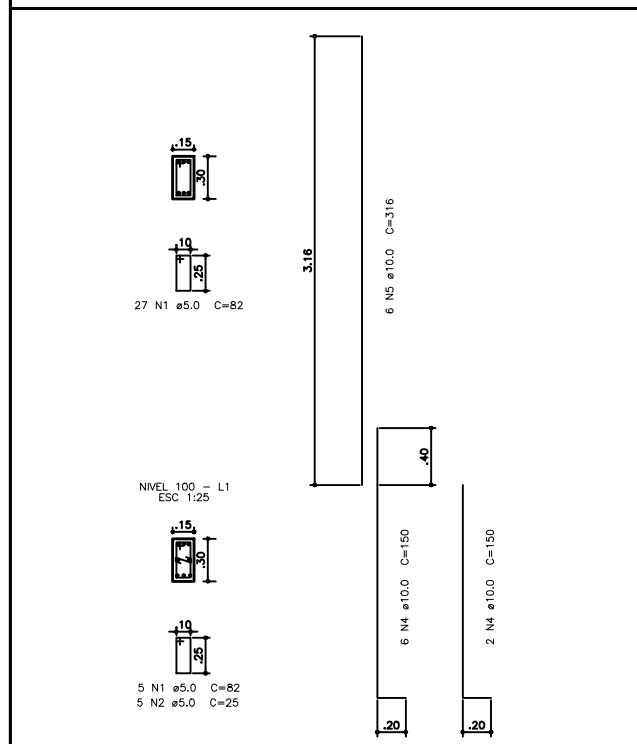 .15
.30
.10
.25
27 N1 ø5.0 C=82
3.16
6 N5 ø10.0 C=316
.40
NIVEL 100 – L1
ESC 1:25
.15
.30
.10
.25
5 N1 ø5.0 C=82
5 N2 ø5.0 C=25
6 N4 ø10.0 C=150
2 N4 ø10.0 C=150
.20
.20